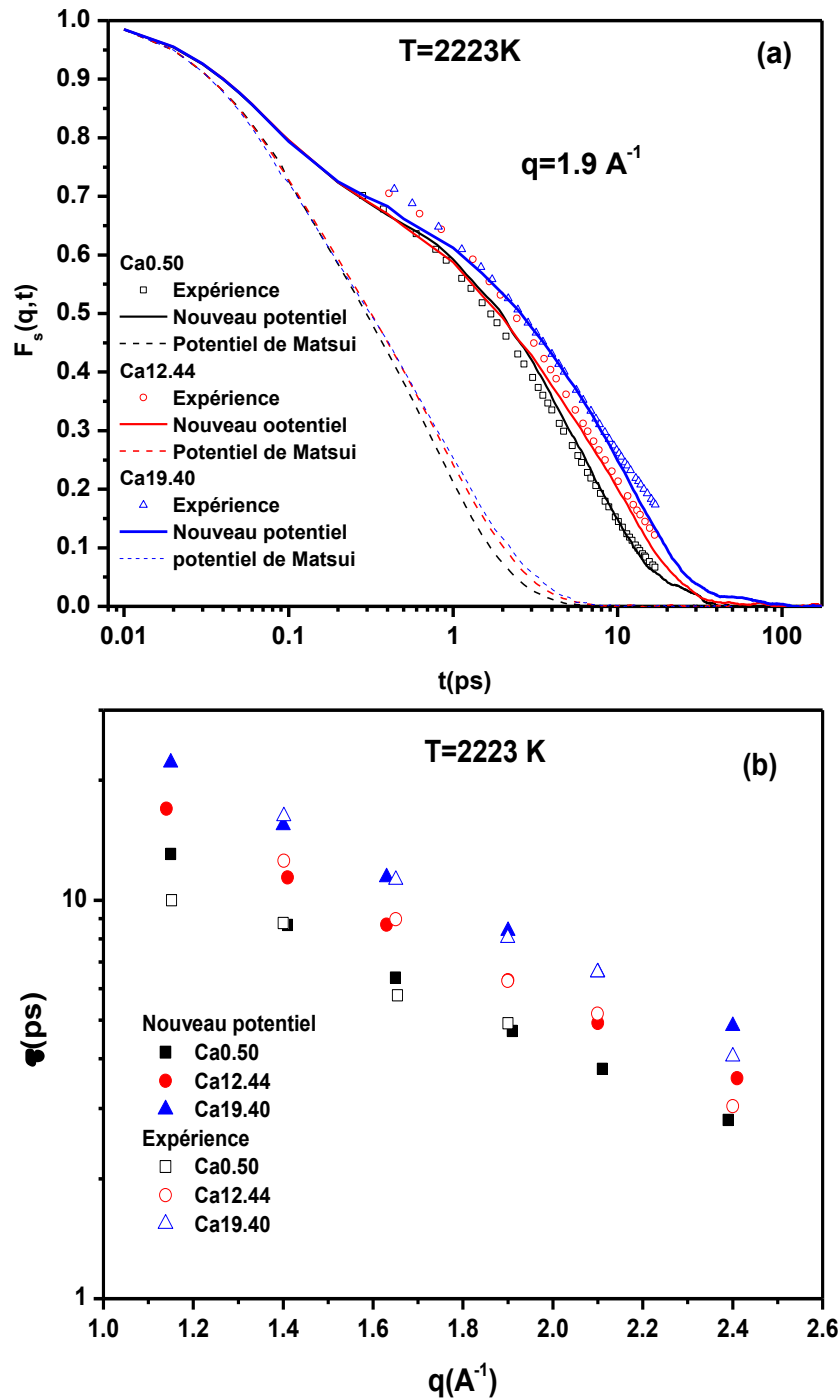 T=2223K
(a)
q=1.9 A-1
1.0
0.9
0.8
0.7
0.6
0.5
0.4
0.3
0.2
0.1
0.0
Fs(q,t)
Ca0.50
Expérience
Nouveau potentiel
Potentiel de Matsui
Ca12.44
Expérience
Nouveau ootentiel
Potentiel de Matsui
Ca19.40
Expérience
Nouveau potentiel
potentiel de Matsui
0.01 0.1 1 10 100
t(ps)
T=2223 K
(b)
10
1
(ps)
Nouveau potentiel
Ca0.50
Ca12.44
Ca19.40
Expérience
Ca0.50
Ca12.44
Ca19.40
1.0 1.2 1.4 1.6 1.8 2.0 2.2 2.4 2.6
q(A-1)